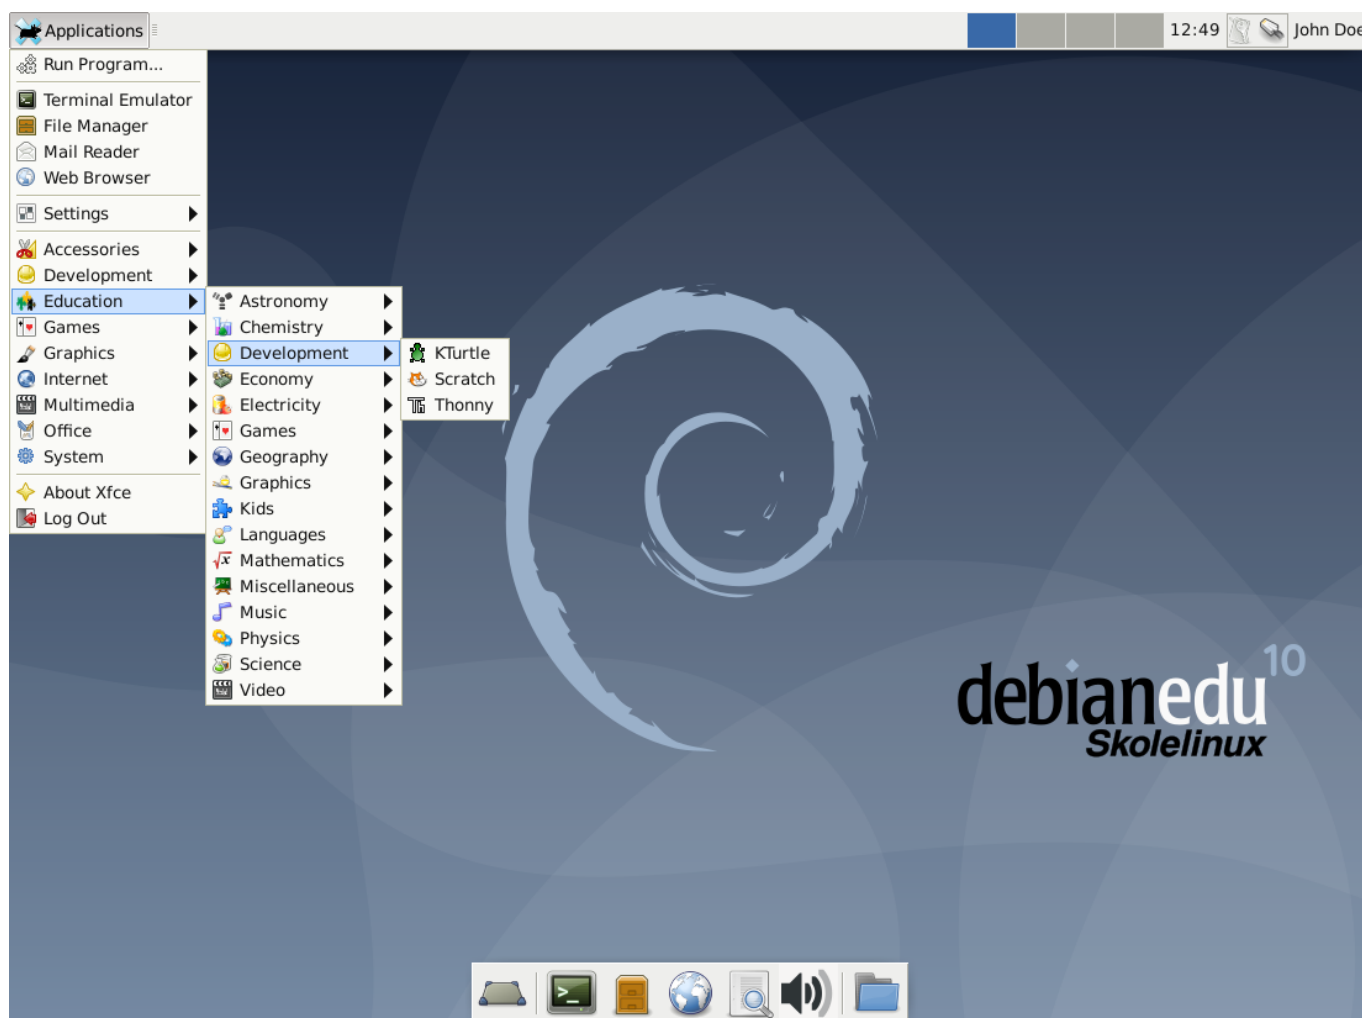 Applications
12:49
John Doe
Run Program...
Terminal Emulator
File Manager
Mail Reader
Web Browser
Settings
Accessories
Development
Education
Games
Graphics
Internet
Multimedia
Office
System
About Xfce
Log Out
Astronomy
Chemistry
Development
Economy
Electricity
Games
Geography
Graphics
Kids
Languages
Mathematics
Miscellaneous
Music
Physics
Science
Video
KTurtle
Scratch
Thonny
debianedu 10
Skolelinux